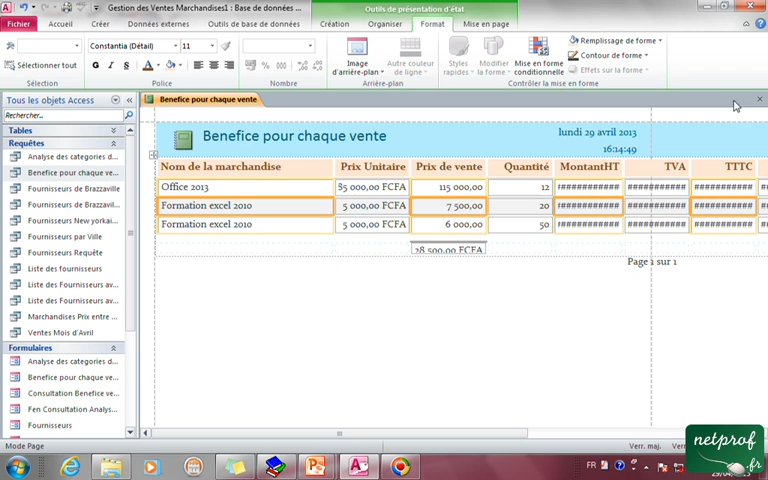 Gestion des Ventes Marchandises1 : Base de données ...
Outils de présentation d'état
Fichier Accueil Créer Données externes Outils de base de données Création Organiser Format Mise en page
Constantia (Détail) 11
Sélectionner tout
G I S
Image d'arrière-plan
Autre couleur de ligne
Styles rapides
Modifier la forme
Mise en forme conditionnelle
Remplissage de forme
Contour de forme
Effets sur la forme
Sélection Police Nombre Arrière-plan Contrôler la mise en forme
Tous les objets Access
Benefice pour chaque vente
Rechercher...
Tables
Requêtes
Analyse des categories d...
Benefice pour chaque ve...
Fournisseurs de Brazzaville
Fournisseurs de Brazzavil...
Fournisseurs New yorkai...
Fournisseurs par Ville
Fournisseurs Requête
Liste des fournisseurs
Liste des Fournisseurs av...
Liste des Fournisseurs av...
Marchandises Prix entre ...
Ventes Mois d'Avril
Formulaires
Analyse des categories d...
Benefice pour chaque ve...
Consultation Benefice ve...
Fen Consultation Analys...
Fournisseurs
Benefice pour chaque vente
lundi 29 avril 2013
16:14:49
Nom de la marchandise Prix Unitaire Prix de vente Quantité MontantHT TVA TTTC
Office 2013 85 000,00 FCFA 115 000,00 12 ########### ########### ###########
Formation excel 2010 5 000,00 FCFA 7 500,00 20 ########### ########### ###########
Formation excel 2010 5 000,00 FCFA 6 000,00 50 ########### ########### ###########
28 500,00 FCFA
Page 1 sur 1
Mode Page
Verr. maj.
FR
netprof
.fr